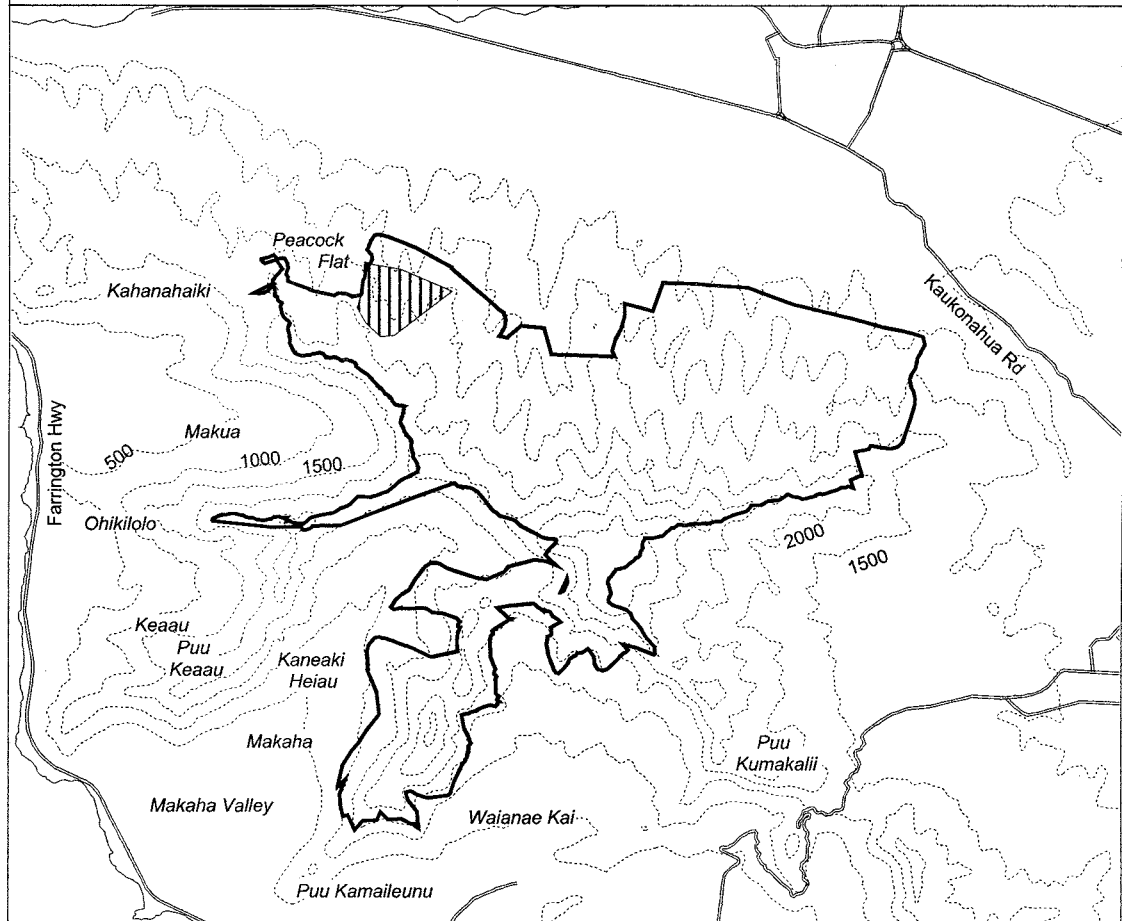 Peacock
Flat
Kahanahaiki
Kaukonahua Rd
Farrington Hwy
Makua
500
1000
1500
Ohikilolo
2000
1500
Keaau
Puu
Keaau
Kaneaki
Heiau
Makaha
Puu
Kumakalii
Makaha Valley
Waianae Kai
Puu Kamaileunu